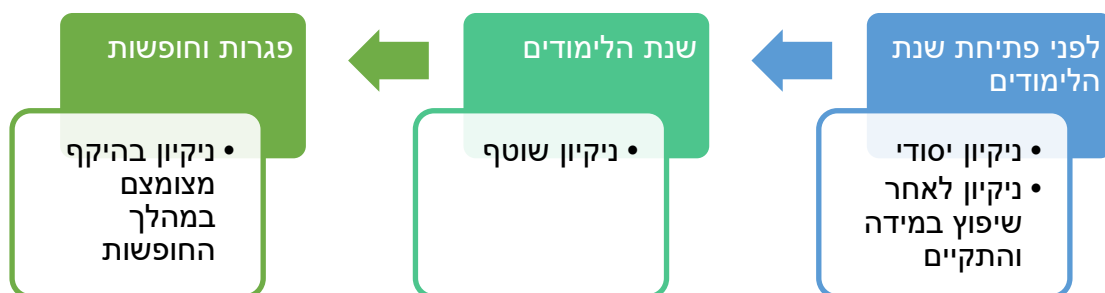 לפני פתיחת שנת
הלימודים
• ניקיון יסודי
• ניקיון לאחר
שיפוץ במידה
והתקיים
שנת הלימודים
• ניקיון שוטף
פגרות וחופשות
• ניקיון בהיקף
מצומצם
במהלך
החופשות